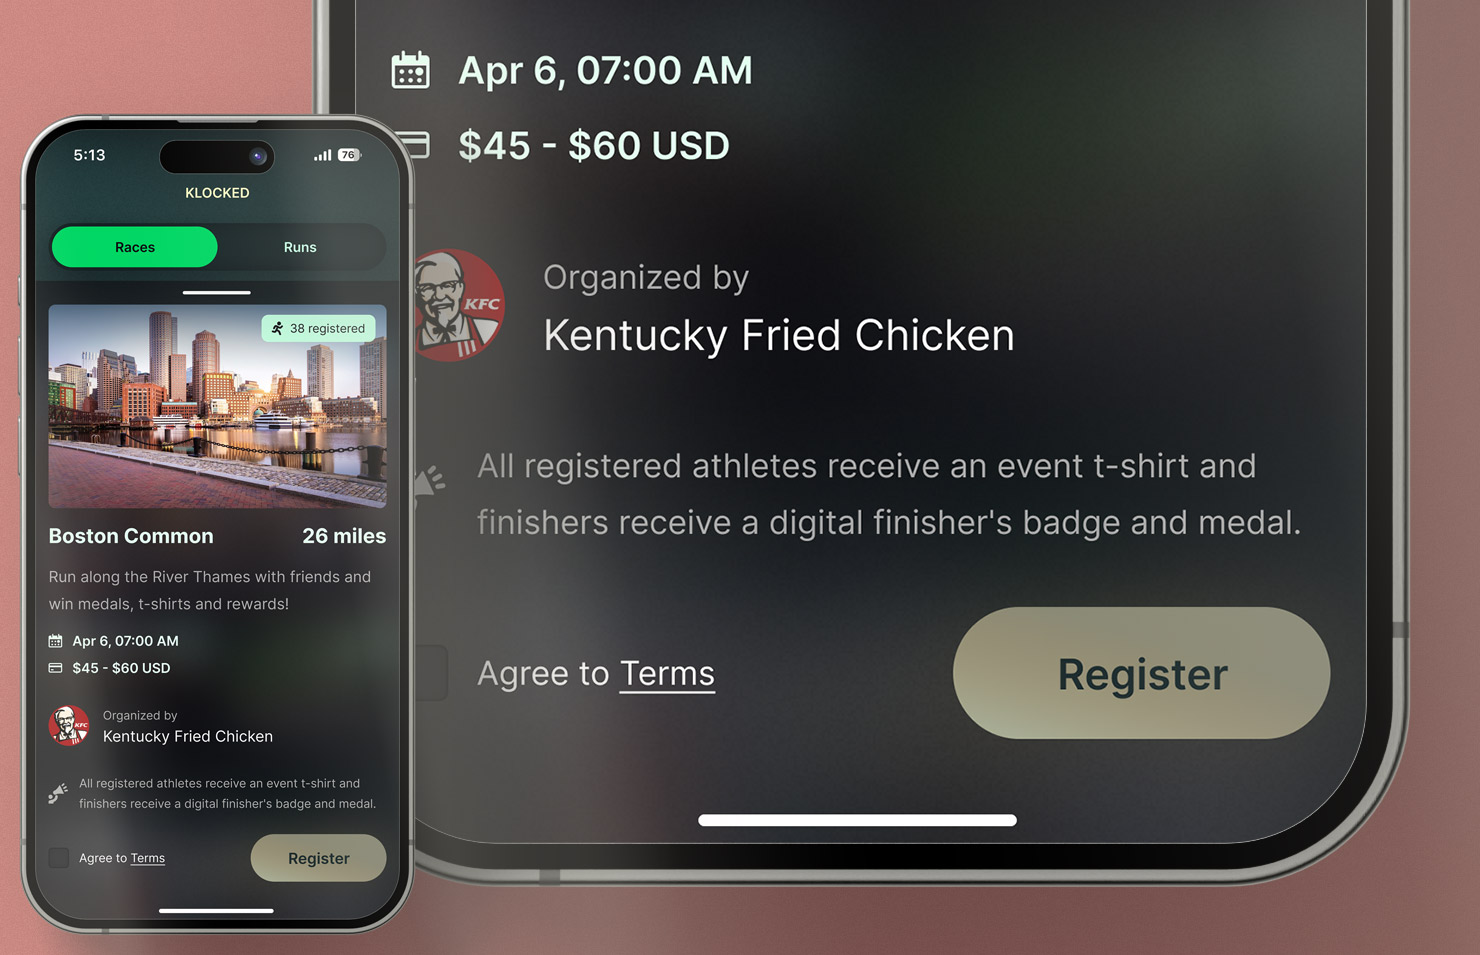 5:13
76
KLOCKED
Races
Runs
38 registered
Boston Common
26 miles
Run along the River Thames with friends and
win medals, t-shirts and rewards!
Apr 6, 07:00 AM
$45 - $60 USD
KFC
Organized by
Kentucky Fried Chicken
All registered athletes receive an event t-shirt and
finishers receive a digital finisher's badge and medal.
Agree to Terms
Register
Apr 6, 07:00 AM
$45 - $60 USD
KFC
Organized by
Kentucky Fried Chicken
All registered athletes receive an event t-shirt and
finishers receive a digital finisher's badge and medal.
Agree to Terms
Register